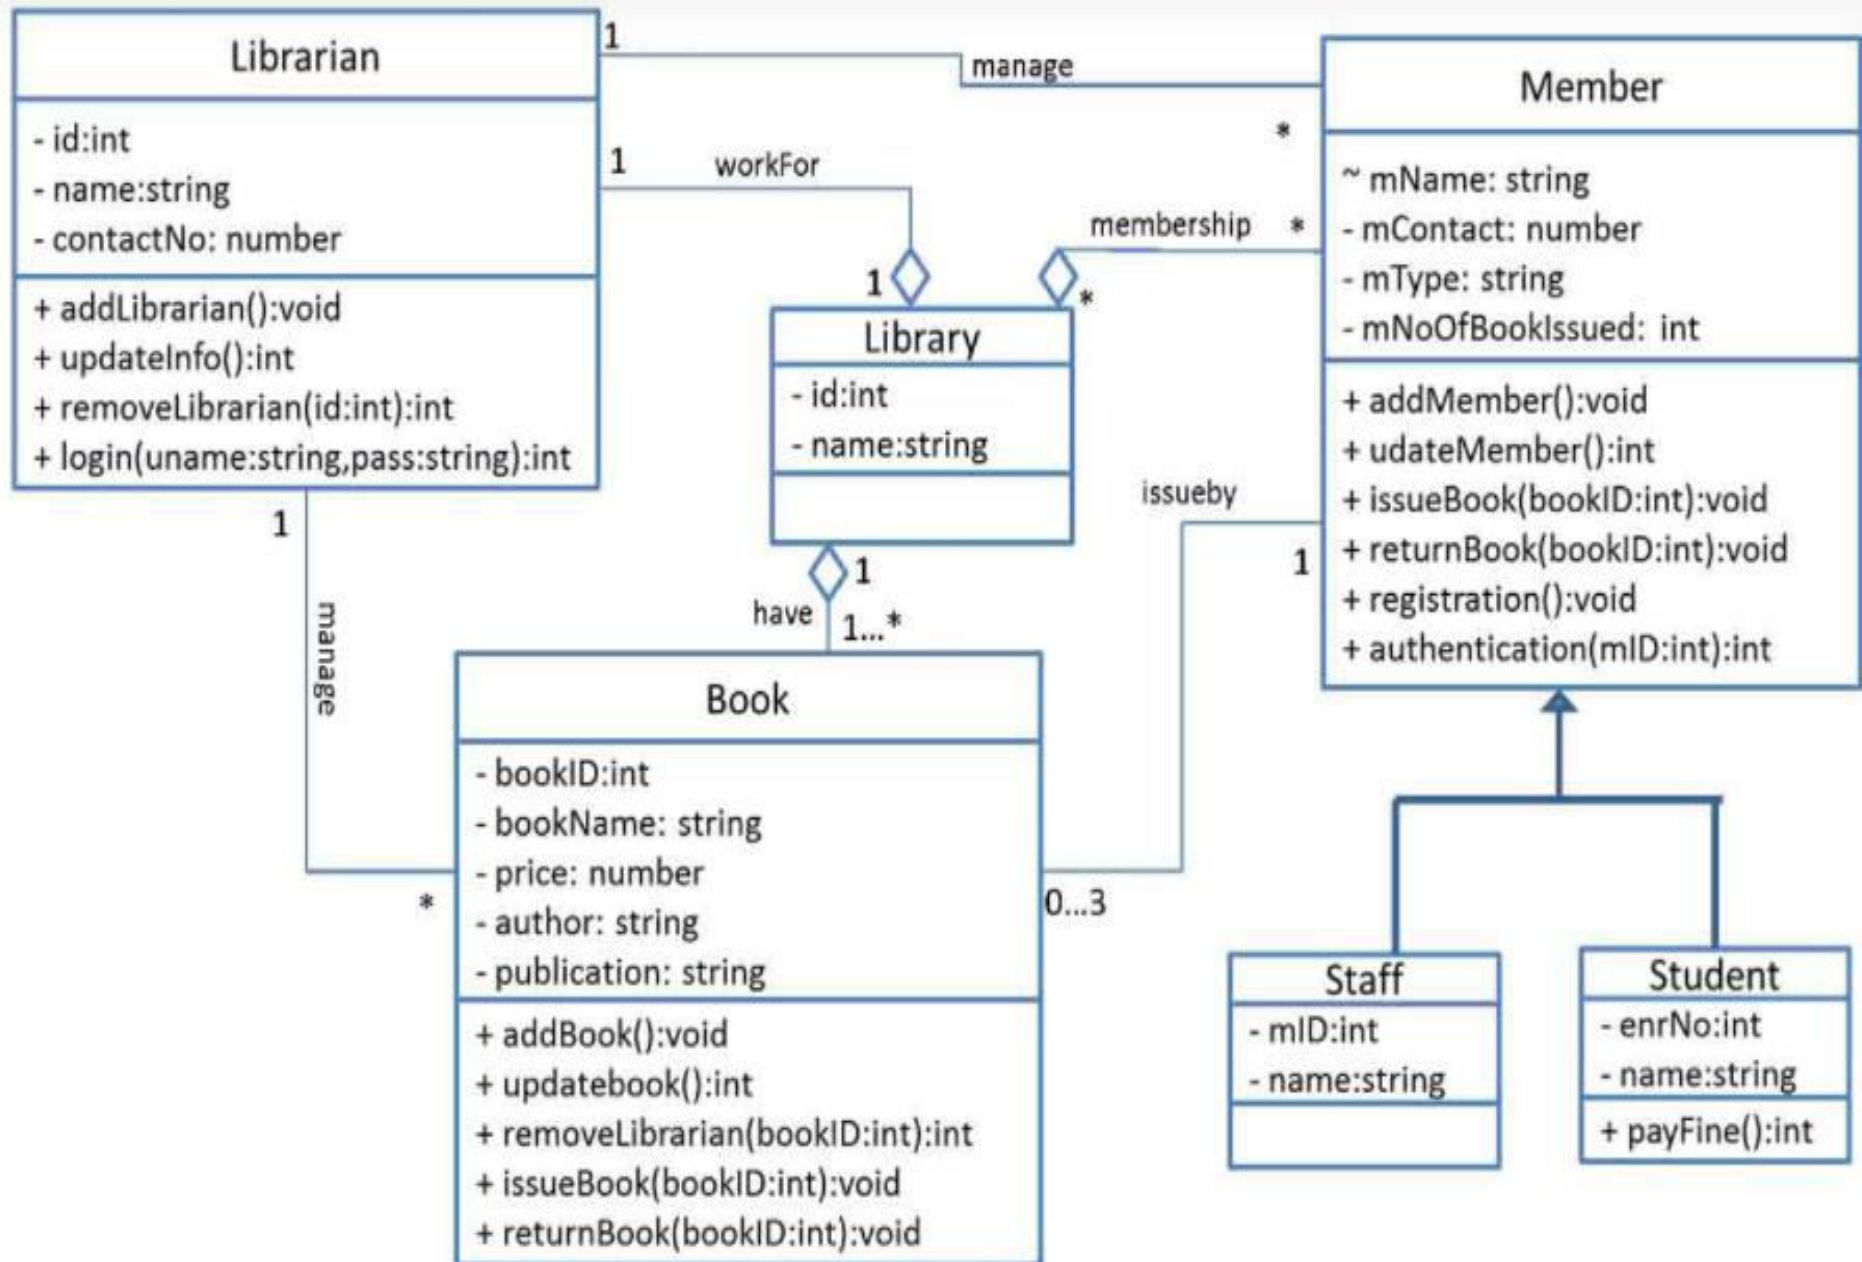 Librarian
- id:int
- name:string
- contactNo: number
+ addLibrarian():void
+ updateInfo():int
+ removeLibrarian(id:int):int
+ login(uname:string,pass:string):int
1
manage
*
1
workFor
1
membership
*
*
Member
~ mName: string
- mContact: number
- mType: string
- mNoOfBookIssued: int
+ addMember():void
+ udateMember():int
+ issueBook(bookID:int):void
+ returnBook(bookID:int):void
+ registration():void
+ authentication(mID:int):int
Library
- id:int
- name:string
1
have
1...*
issueby
1
0...3
1
manage
*
Book
- bookID:int
- bookName: string
- price: number
- author: string
- publication: string
+ addBook():void
+ updatebook():int
+ removeLibrarian(bookID:int):int
+ issueBook(bookID:int):void
+ returnBook(bookID:int):void
Staff
- mID:int
- name:string
Student
- enrNo:int
- name:string
+ payFine():int